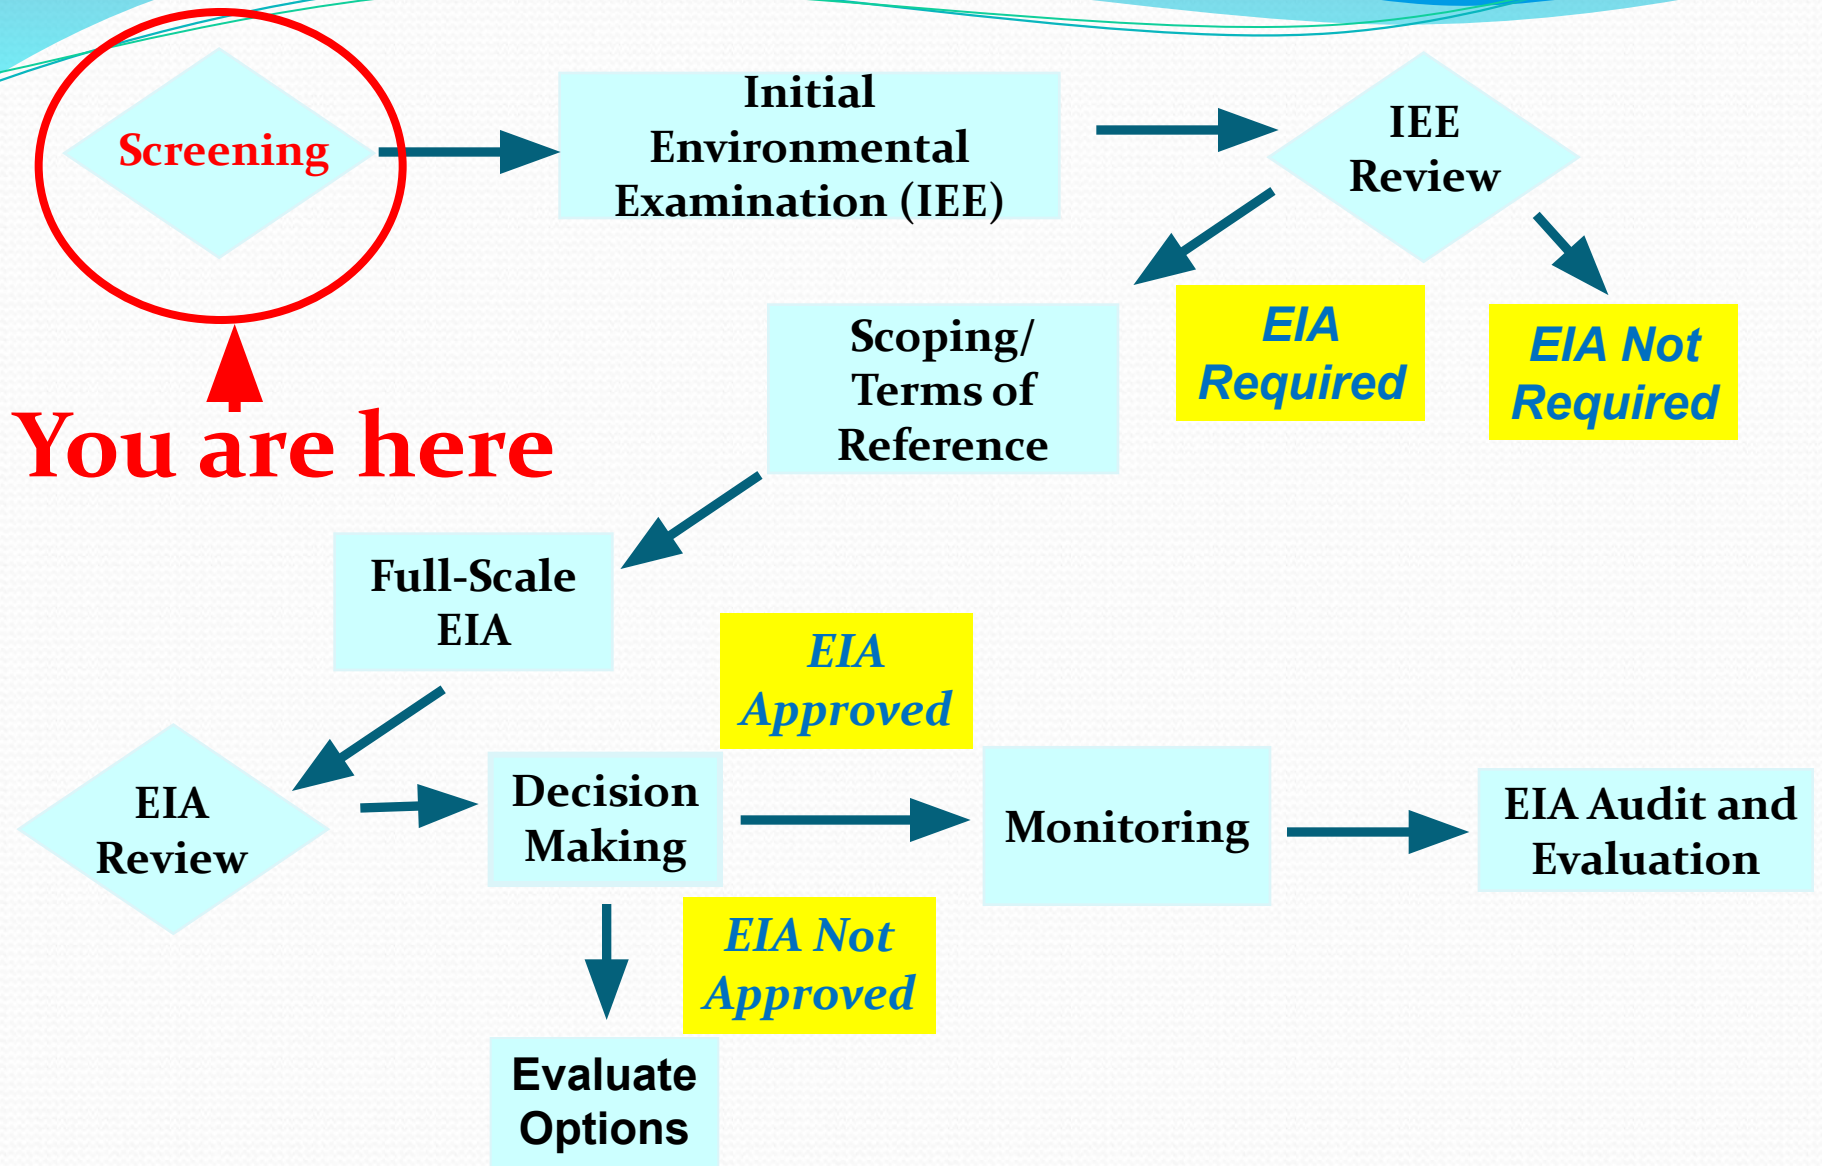 Screening
Initial
Environmental
Examination (IEE)
IEE
Review
You are here
Scoping/
Terms of
Reference
EIA
Required
EIA Not
Required
Full-Scale
EIA
EIA
Approved
EIA
Review
Decision
Making
Monitoring
EIA Audit and
Evaluation
EIA Not
Approved
Evaluate
Options